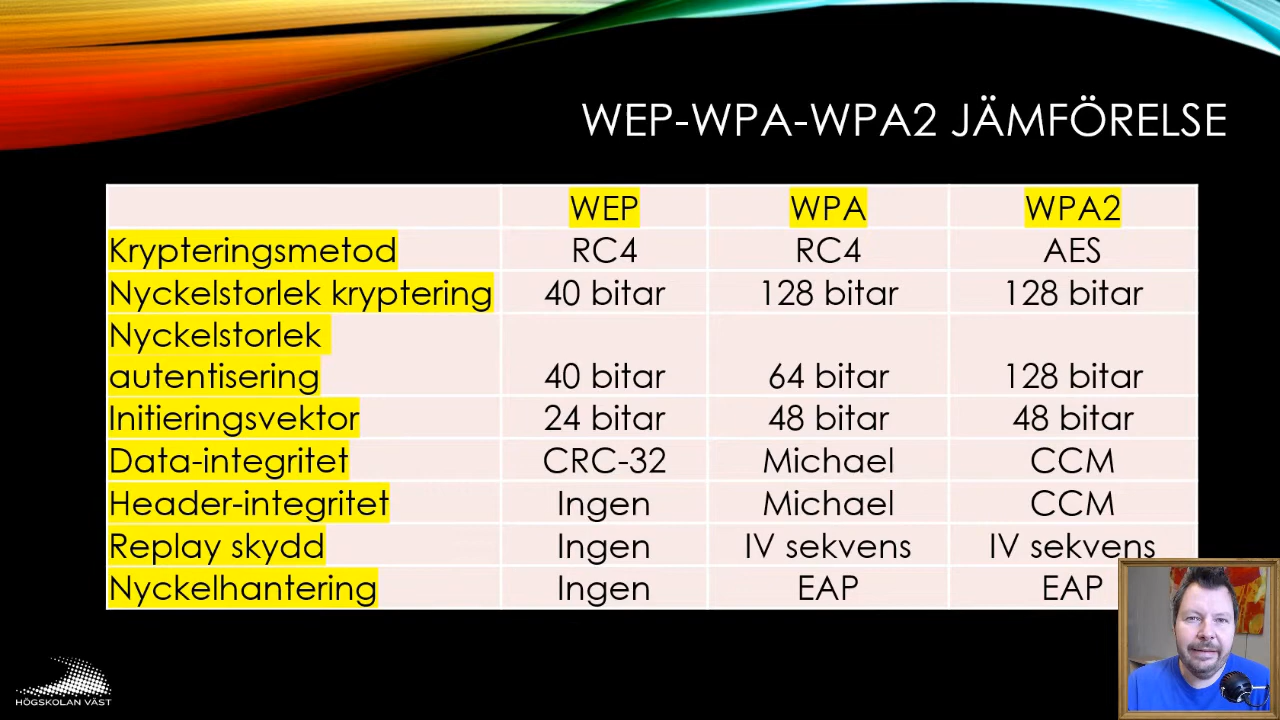 WEP-WPA-WPA2 JÄMFÖRELSE
WEP WPA WPA2
Krypteringsmetod RC4 RC4 AES
Nyckelstorlek kryptering 40 bitar 128 bitar 128 bitar
Nyckelstorlek
autentisering 40 bitar 64 bitar 128 bitar
Initieringsvektor 24 bitar 48 bitar 48 bitar
Data-integritet CRC-32 Michael CCM
Header-integritet Ingen Michael CCM
Replay skydd Ingen IV sekvens IV sekvens
Nyckelhantering Ingen EAP EAP
HÖGSKOLAN VÄST